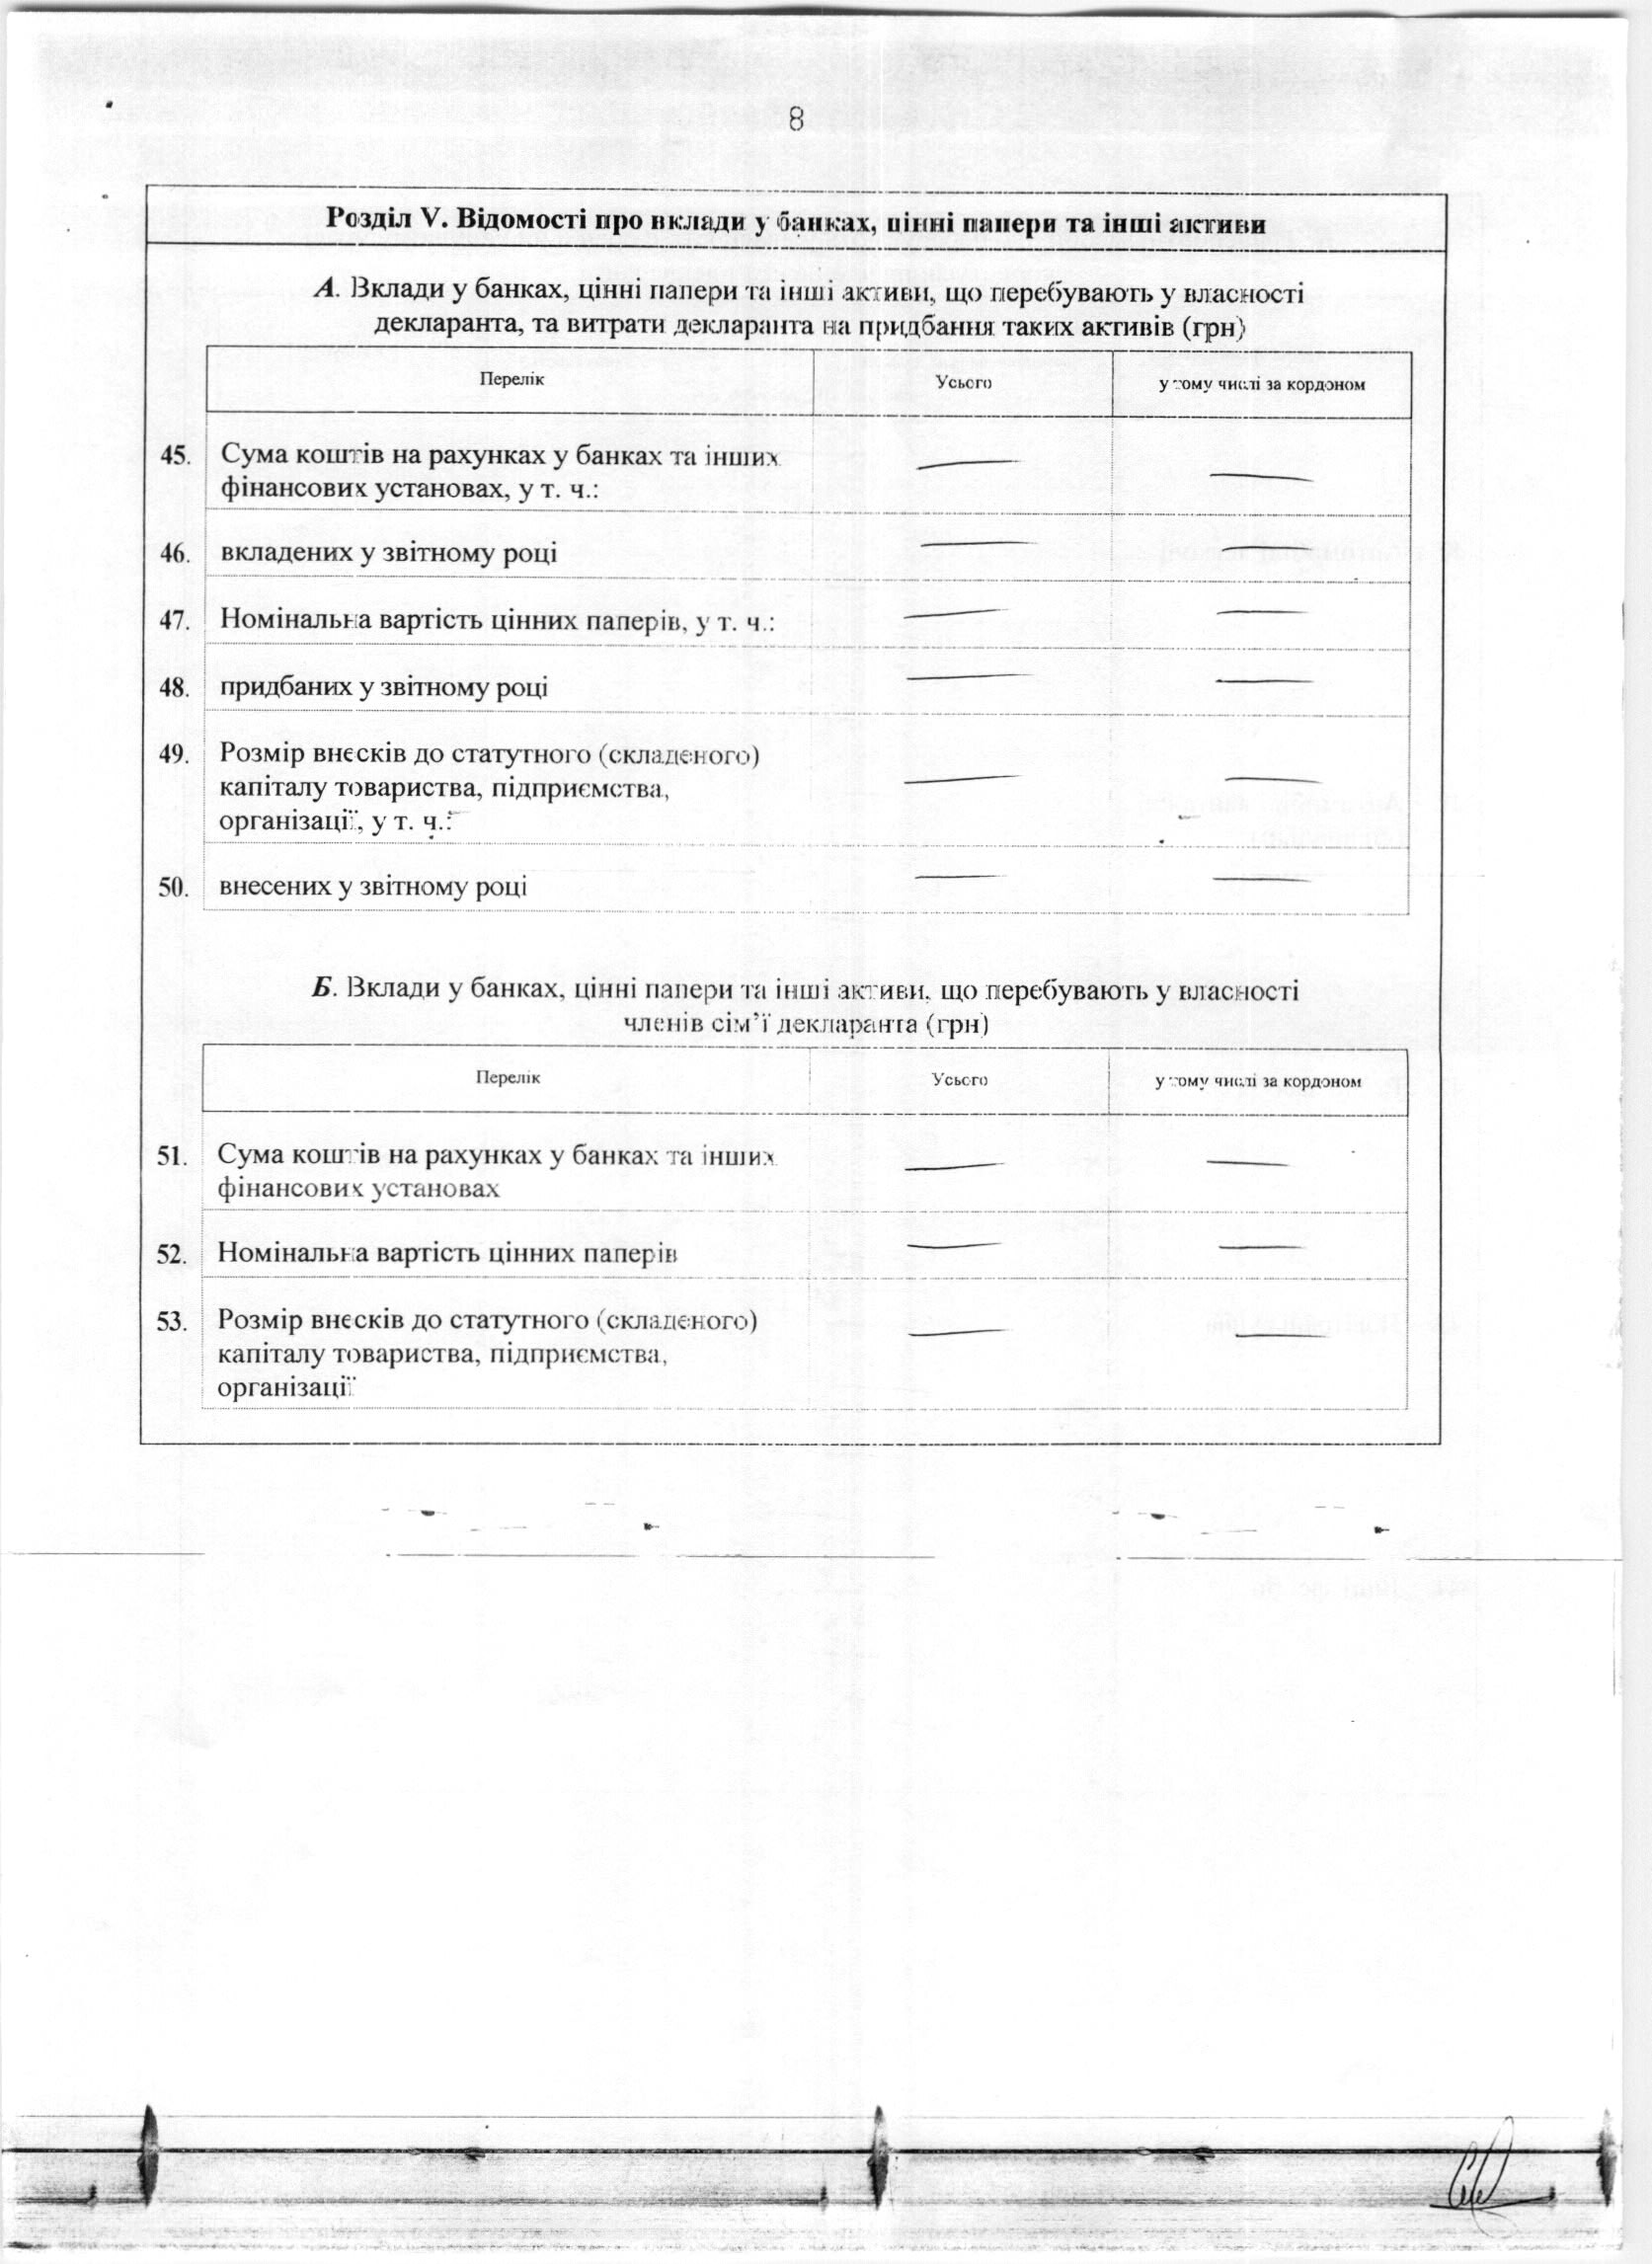 8
Розділ V. Відомості про вклади у банках, цінні папери та інші активи
А. Вклади у банках, цінні папери та інші активи, що перебувають у власності
декларанта, та витрати декларанта на придбання таких активів (грн)
Перелік Усього у тому числі за кордоном
45. Сума коштів на рахунках у банках та інших — —
фінансових установах, у т. ч.:
46. вкладених у звітному році —
47. Номінальна вартість цінних паперів, у т. ч.: — —
48. придбаних у звітному році — —
49. Розмір внесків до статутного (складеного)
капіталу товариства, підприємства, — —
організації, у т. ч.:
50. внесених у звітному році — —
Б. Вклади у банках, цінні папери та інші активи, що перебувають у власності
членів сім’ї декларанта (грн)
Перелік Усього у тому числі за кордоном
51. Сума коштів на рахунках у банках та інших — —
фінансових установах
52. Номінальна вартість цінних паперів — —
53. Розмір внесків до статутного (складеного) — —
капіталу товариства, підприємства,
організації